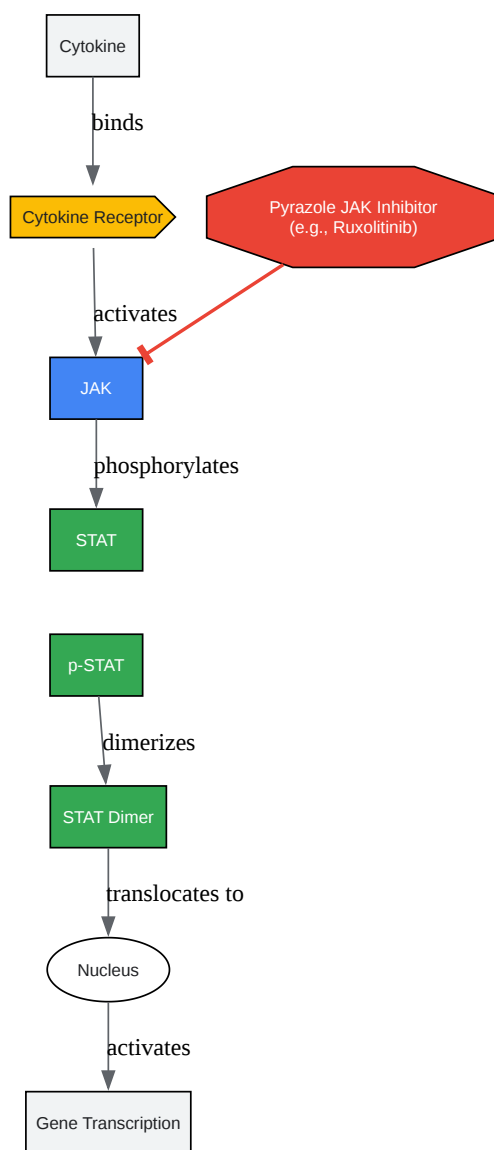 Cytokine
binds
Cytokine Receptor
Pyrazole JAK Inhibitor
(e.g., Ruxolitinib)
activates
JAK
phosphorylates
STAT
p-STAT
dimerizes
STAT Dimer
translocates to
Nucleus
activates
Gene Transcription